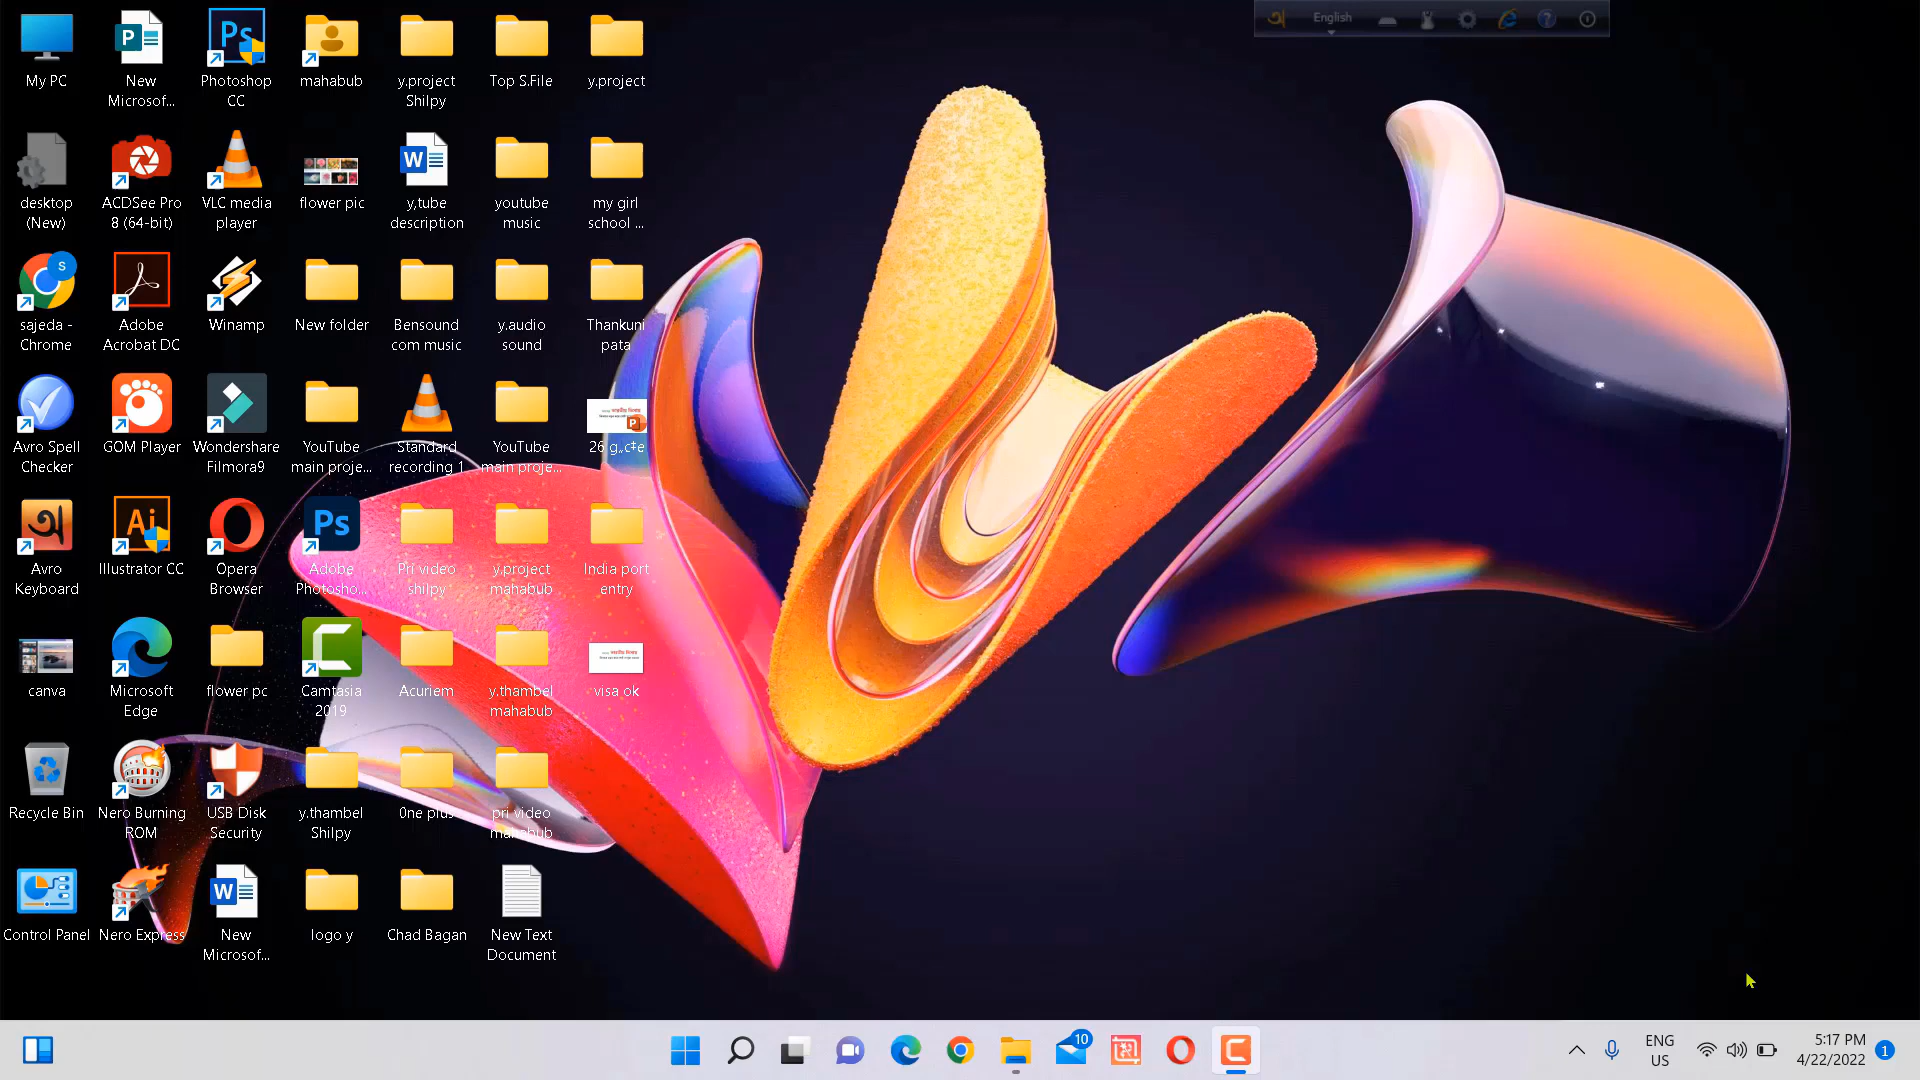 English
My PC
New
Microsof...
Photoshop
CC
mahabub
y.project
Shilpy
Top S.File
y.project
desktop
(New)
ACDSee Pro
8 (64-bit)
VLC media
player
flower pic
y,tube
description
youtube
music
my girl
school ...
sajeda -
Chrome
Adobe
Acrobat DC
Winamp
New folder
Bensound
com music
y.audio
sound
Thankuni
pata
Avro Spell
Checker
GOM Player
Wondershare
Filmora9
YouTube
main proje...
Standard
recording 1
YouTube
main proje...
26 g„c‡e
Avro
Keyboard
Illustrator CC
Opera
Browser
Adobe
Photosho...
Pri video
shilpy
y.project
mahabub
India port
entry
canva
Microsoft
Edge
flower pc
Camtasia
2019
Acuriem
y.thambel
mahabub
visa ok
Recycle Bin
Nero Burning
ROM
USB Disk
Security
y.thambel
Shilpy
0ne plus
pri video
mahabub
Control Panel
Nero Express
New
Microsof...
logo y
Chad Bagan
New Text
Document
10
ENG
US
5:17 PM
4/22/2022
1